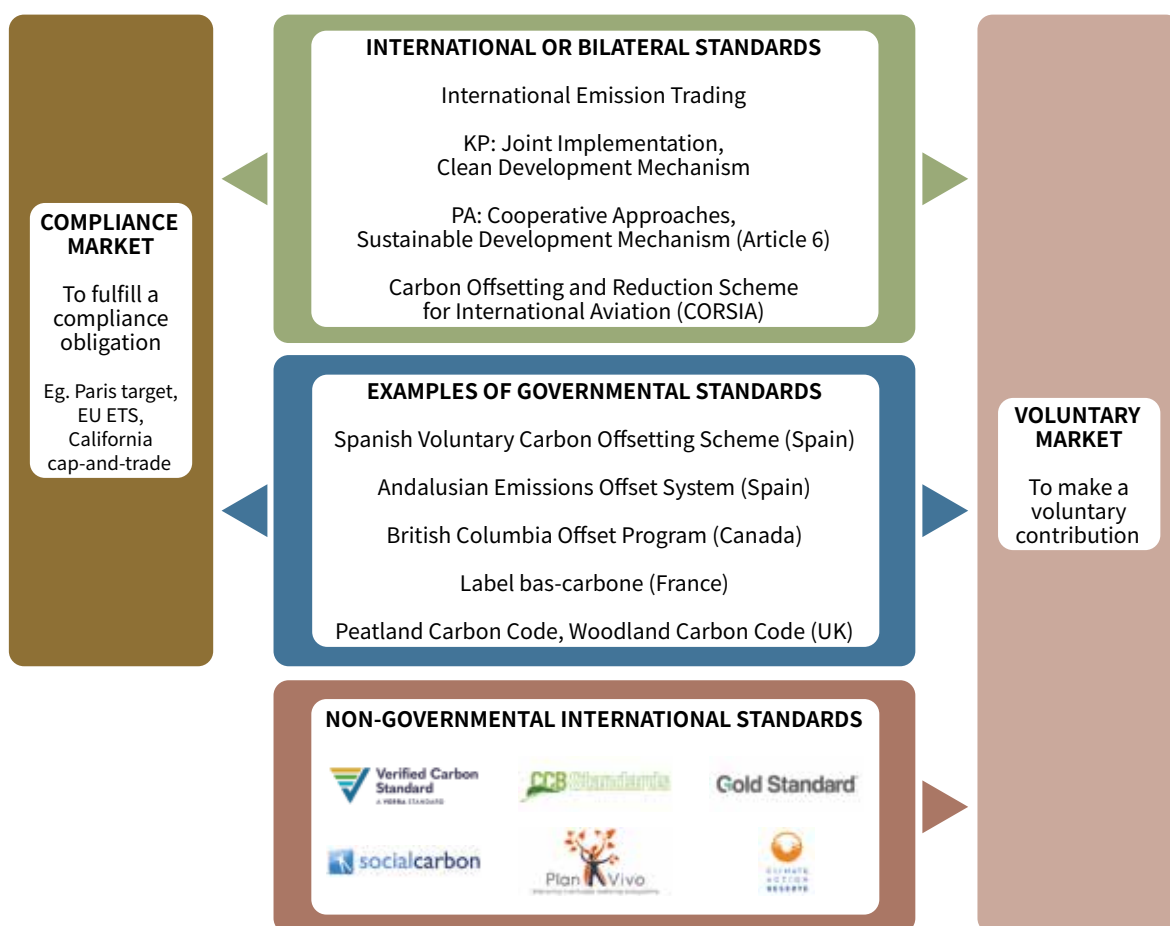 COMPLIANCE
MARKET
To fulfill a
compliance
obligation
Eg. Paris target,
EU ETS,
California
cap-and-trade
INTERNATIONAL OR BILATERAL STANDARDS
International Emission Trading
KP: Joint Implementation,
Clean Development Mechanism
PA: Cooperative Approaches,
Sustainable Development Mechanism (Article 6)
Carbon Offsetting and Reduction Scheme
for International Aviation (CORSIA)
EXAMPLES OF GOVERNMENTAL STANDARDS
Spanish Voluntary Carbon Offsetting Scheme (Spain)
Andalusian Emissions Offset System (Spain)
British Columbia Offset Program (Canada)
Label bas-carbone (France)
Peatland Carbon Code, Woodland Carbon Code (UK)
NON-GOVERNMENTAL INTERNATIONAL STANDARDS
Verified Carbon
Standard
A VERRA STANDARD
CCB Standards
Gold Standard
socialcarbon
Plan Vivo
CLIMATE
ACTION
RESERVE
VOLUNTARY
MARKET
To make a
voluntary
contribution